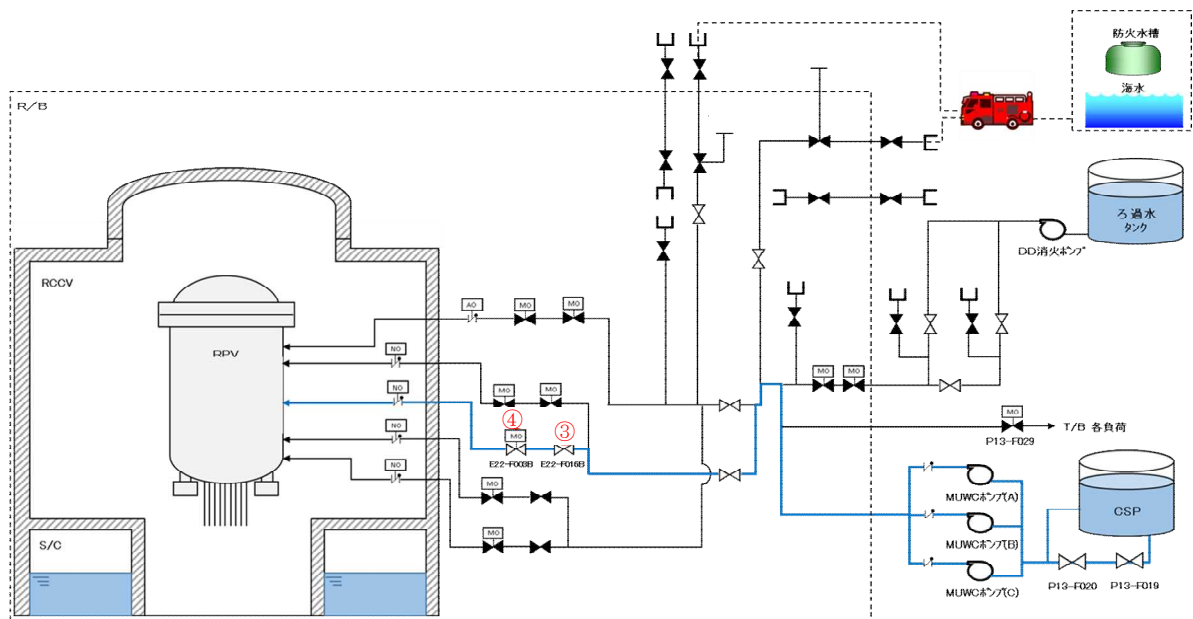 防火水槽
海水
R/B
ろ過水
タンク
DD消火ポンプ
RCCV
AO
MO
MO
RPV
NO
MO
MO
NO
MO
MO
④
③
MO
MO
P13-F029
T/B 各負荷
E22-F003B
E22-F016B
NO
MO
MUWCポンプ(A)
CSP
NO
MO
MUWCポンプ(B)
S/C
MUWCポンプ(C)
P13-F020
P13-F019